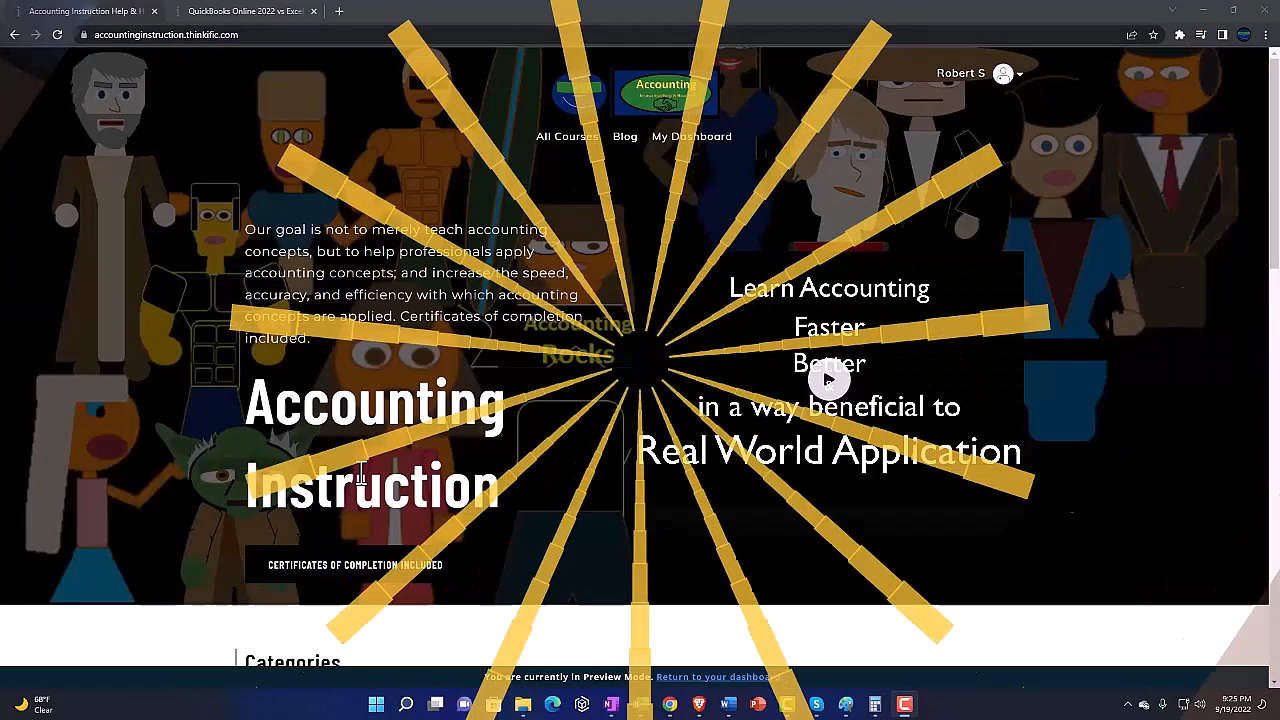 Accounting Instruction Help & H
QuickBooks Online 2022 vs Excel
accountinginstruction.thinkific.com
Robert S
Accounting
All Courses Blog My Dashboard
Our goal is not to merely teach accounting
concepts, but to help professionals apply
accounting concepts; and increase the speed,
accuracy, and efficiency with which accounting
concepts are applied. Certificates of completion
included.
Accounting
Rocks
Learn Accounting
Faster
Better
&
in a way beneficial to
Real World Application
Accounting
Instruction
CERTIFICATES OF COMPLETION INCLUDED
Categories
You are currently in Preview Mode. Return to your dashboard.
68°F
Clear
9:25 PM
9/19/2022